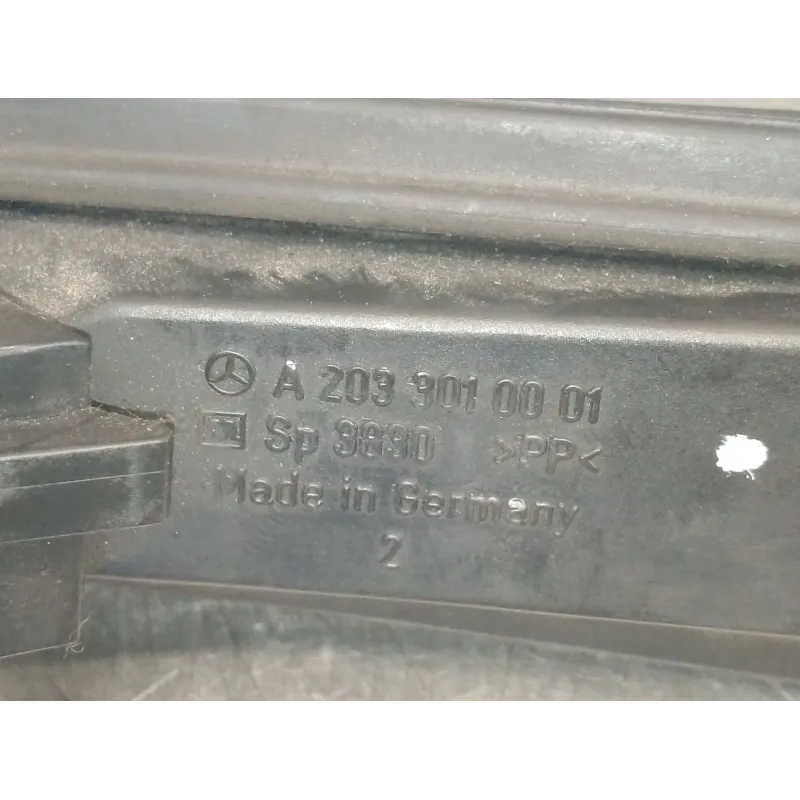 A 203 301 00 01
Sp 3830 >PP<
Made in Germany
2